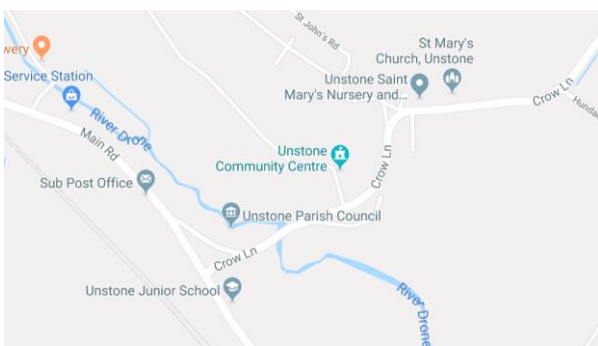 St John's Rd
St Mary's
Church, Unstone
wery
Service Station
Unstone Saint
Mary's Nursery and...
Crow Ln
Hunda
River Drone
Main Rd
Unstone
Community Centre
Crow Ln
Sub Post Office
Unstone Parish Council
Crow Ln
Unstone Junior School
River Drone